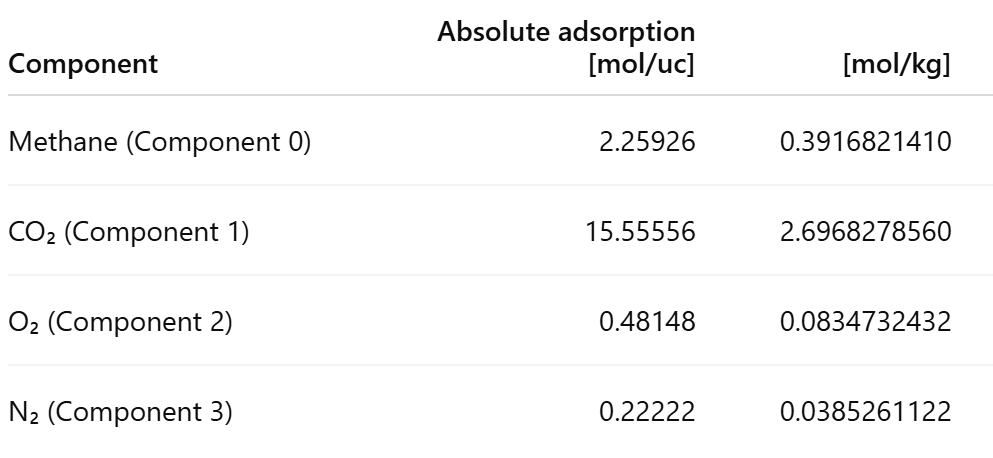 Absolute adsorption
Component [mol/uc] [mol/kg]
Methane (Component 0) 2.25926 0.3916821410
CO₂ (Component 1) 15.55556 2.6968278560
O₂ (Component 2) 0.48148 0.0834732432
N₂ (Component 3) 0.22222 0.0385261122